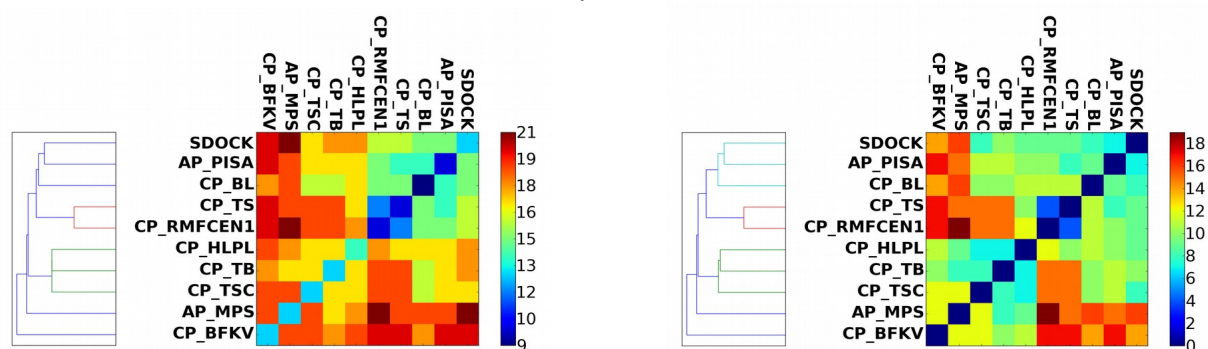 CP_BFKV
AP_MPS
CP_TSC
CP_TB
CP_HLPL
CP_RMFCEN1
CP_TS
CP_BL
AP_PISA
SDOCK
SDOCK
AP_PISA
CP_BL
CP_TS
CP_RMFCEN1
CP_HLPL
CP_TB
CP_TSC
AP_MPS
CP_BFKV
21
19
18
16
15
13
12
10
9
CP_BFKV
AP_MPS
CP_TSC
CP_TB
CP_HLPL
CP_RMFCEN1
CP_TS
CP_BL
AP_PISA
SDOCK
SDOCK
AP_PISA
CP_BL
CP_TS
CP_RMFCEN1
CP_HLPL
CP_TB
CP_TSC
AP_MPS
CP_BFKV
18
16
14
12
10
8
6
4
2
0